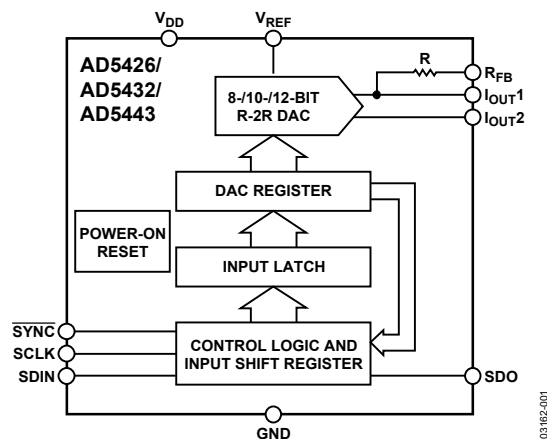 VDD
VREF
AD5426/
AD5432/
AD5443
8-/10-/12-BIT
R-2R DAC
R
RFB
IOUT1
IOUT2
DAC REGISTER
POWER-ON
RESET
INPUT LATCH
SYNC
SCLK
SDIN
CONTROL LOGIC AND
INPUT SHIFT REGISTER
SDO
GND
03162-001